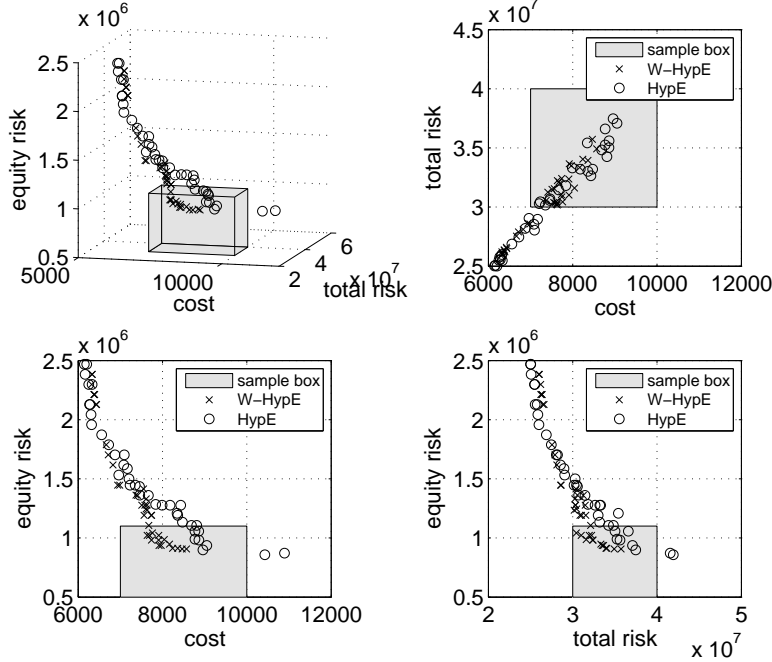 x 10^6
2.5
2
1.5
1
0.5
equity risk
5000
10000
cost
2
4
6
x 10^7
total risk
x 10^7
4.5
4
3.5
3
2.5
total risk
6000
8000
10000
12000
cost
sample box
W-HypE
HypE
x 10^6
2.5
2
1.5
1
0.5
equity risk
6000
8000
10000
12000
cost
sample box
W-HypE
HypE
x 10^6
2.5
2
1.5
1
0.5
equity risk
2
3
4
5
total risk
x 10^7
sample box
W-HypE
HypE